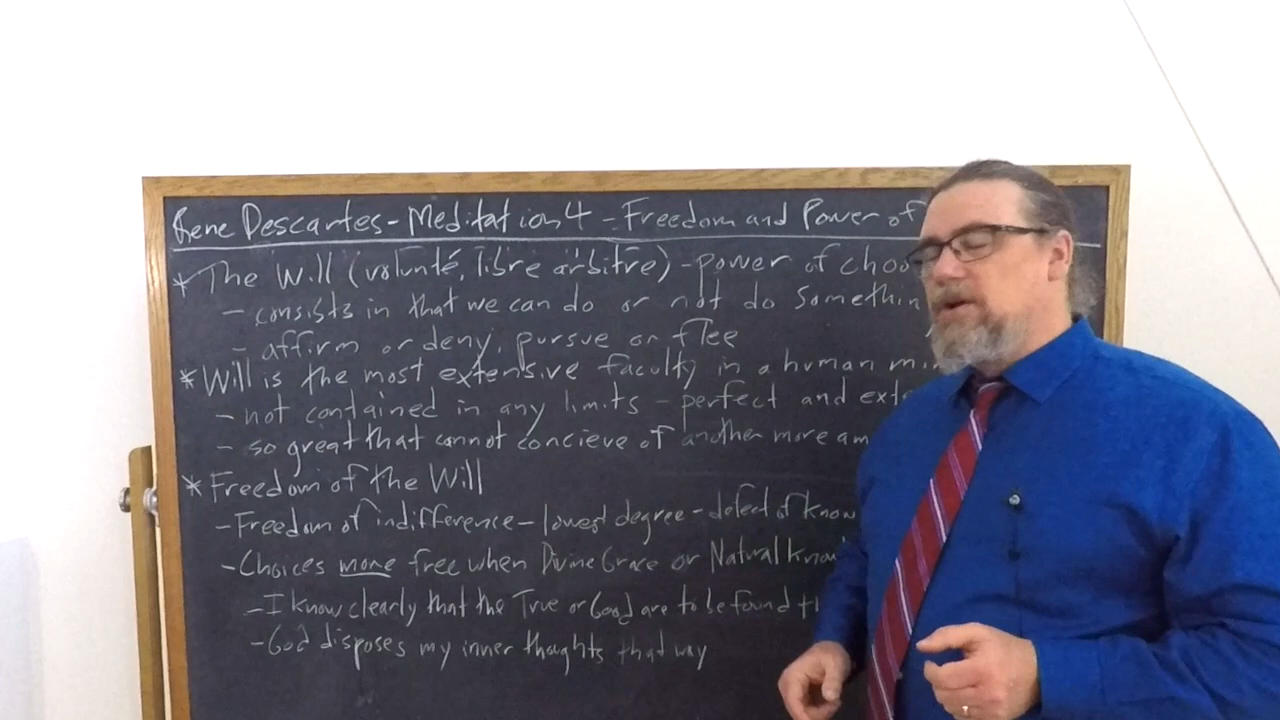 Rene Descartes - Meditation 4 - Freedom and Power of
* The Will (volunté, libre arbitre) - power of choo
- consists in that we can do or not do somethin
- affirm or deny, pursue or flee
* Will is the most extensive faculty in a human mi
- not contained in any limits - perfect and exte
- so great that cannot concieve of another more am
* Freedom of the Will
- Freedom of indifference - lowest degree - defect of know
- Choices more free when Divine Grace or Natural know
- I know clearly that the True or Good are to be found th
- God disposes my inner thoughts that way